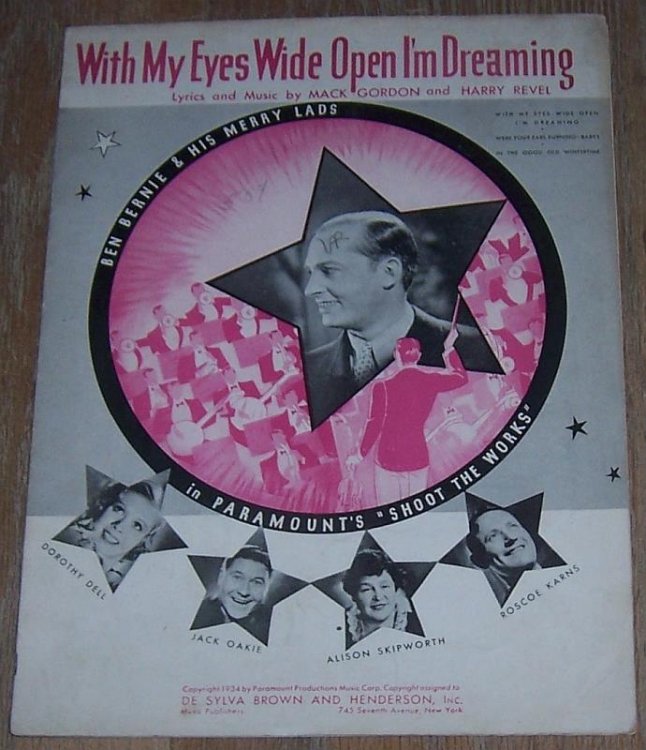 With My Eyes Wide Open I'm Dreaming
Lyrics and Music by MACK GORDON and HARRY REVEL
WITH MY EYES WIDE OPEN
I'M DREAMING
WERE YOUR EARS BURNING-BABY?
IN THE GOOD OLD WINTERTIME
BEN BERNIE & HIS MERRY LADS
in PARAMOUNT'S "SHOOT THE WORKS"
DOROTHY DELL
JACK OAKIE
ALISON SKIPWORTH
ROSCOE KARNS
Copyright 1934 by Paramount Productions Music Corp. Copyright assigned to
DE SYLVA BROWN AND HENDERSON, INC.
Music Publishers 745 Seventh Avenue, New York